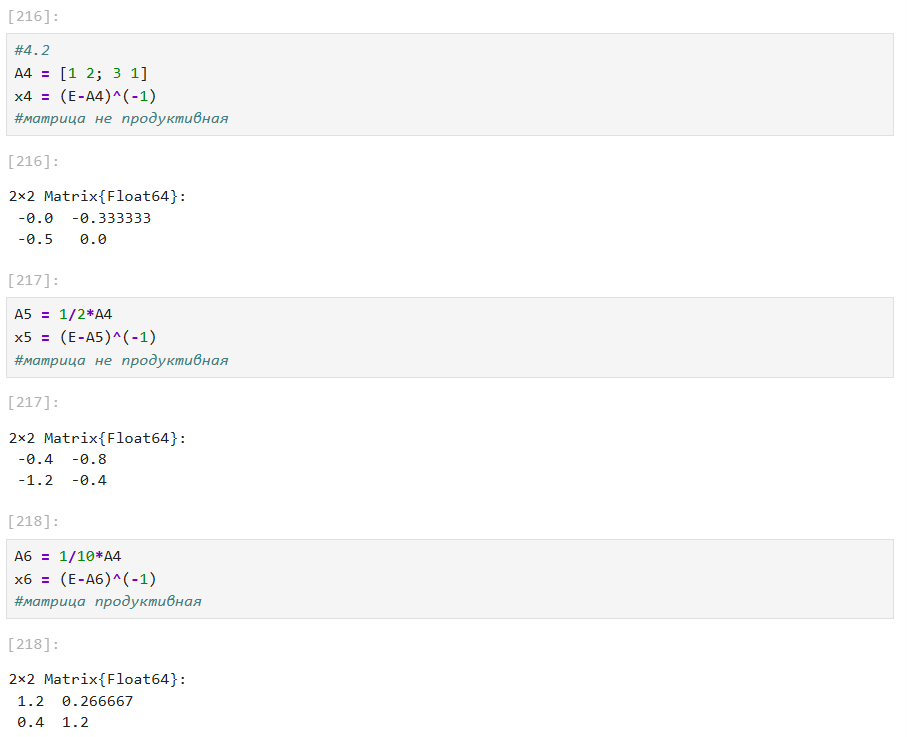 [216]:
#4.2
A4 = [1 2; 3 1]
x4 = (E-A4)^(-1)
#матрица не продуктивная
[216]:
2×2 Matrix{Float64}:
-0.0 -0.333333
-0.5 0.0
[217]:
A5 = 1/2*A4
x5 = (E-A5)^(-1)
#матрица не продуктивная
[217]:
2×2 Matrix{Float64}:
-0.4 -0.8
-1.2 -0.4
[218]:
A6 = 1/10*A4
x6 = (E-A6)^(-1)
#матрица продуктивная
[218]:
2×2 Matrix{Float64}:
1.2 0.266667
0.4 1.2